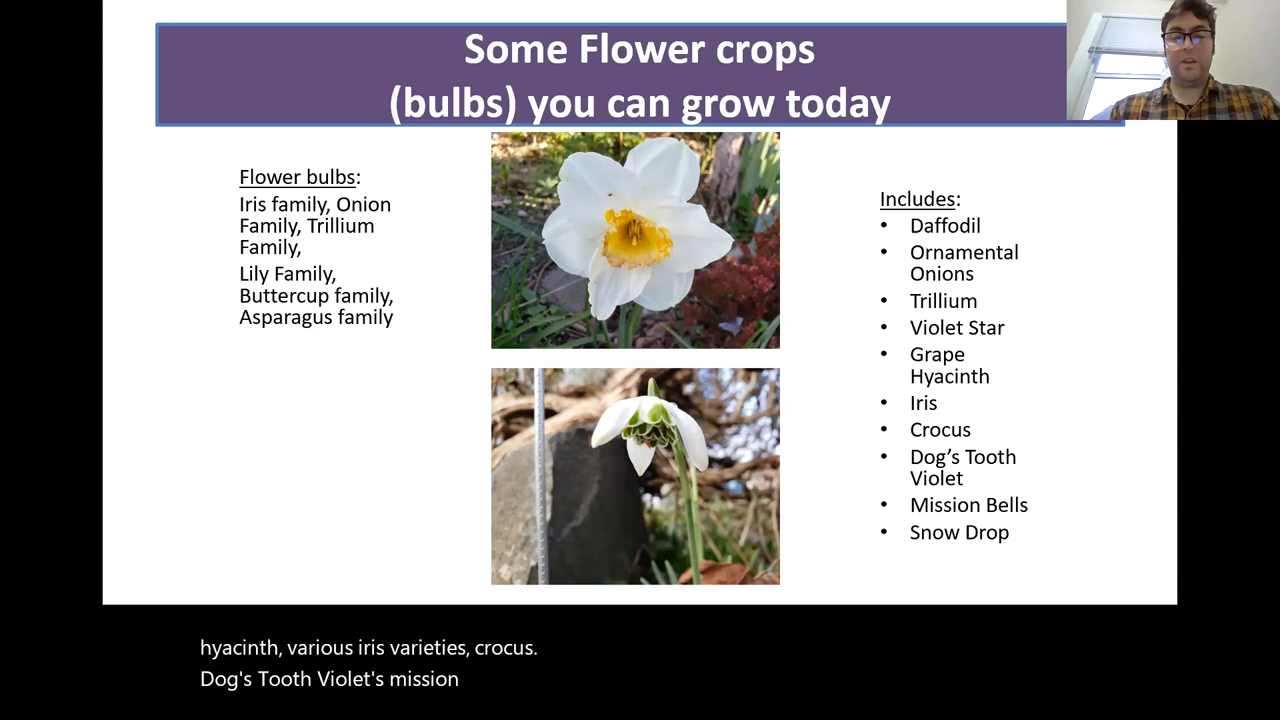 Some Flower crops
(bulbs) you can grow today
Flower bulbs:
Iris family, Onion
Family, Trillium
Family,
Lily Family,
Buttercup family,
Asparagus family
Includes:
• Daffodil
• Ornamental
Onions
• Trillium
• Violet Star
• Grape
Hyacinth
• Iris
• Crocus
• Dog’s Tooth
Violet
• Mission Bells
• Snow Drop
hyacinth, various iris varieties, crocus.
Dog's Tooth Violet's mission